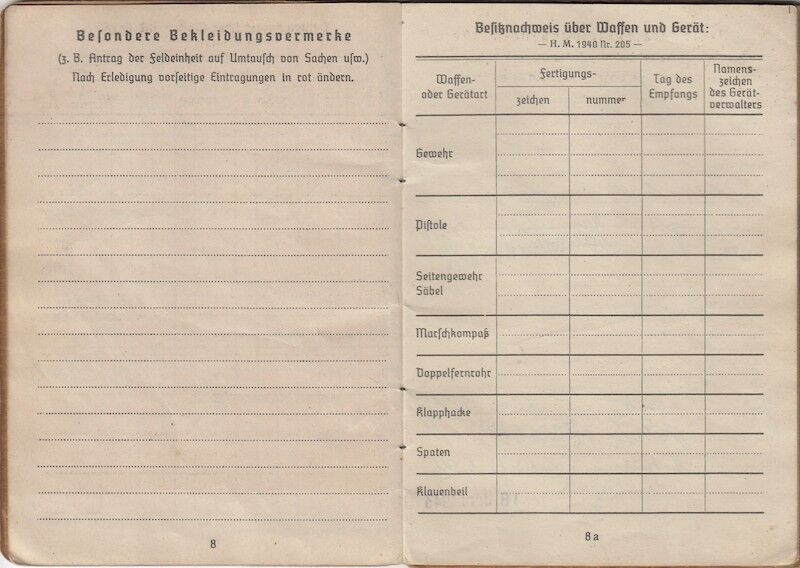 Besondere Bekleidungsvermerke
(z. B. Antrag der Feldeinheit auf Umtausch von Sachen usw.)
Nach Erledigung vorseitige Eintragungen in rot ändern.
8
Besitznachweis über Waffen und Gerät:
— H. M. 1940 Nr. 205 —
Waffen-
oder Gerätart
Fertigungs-
zeichen
nummer
Tag des
Empfangs
Namens-
zeichen
des Gerät-
verwalters
Gewehr
Pistole
Seitengewehr
Säbel
Marschkompaß
Doppelfernrohr
Klapphacke
Spaten
Klauenbeil
8a